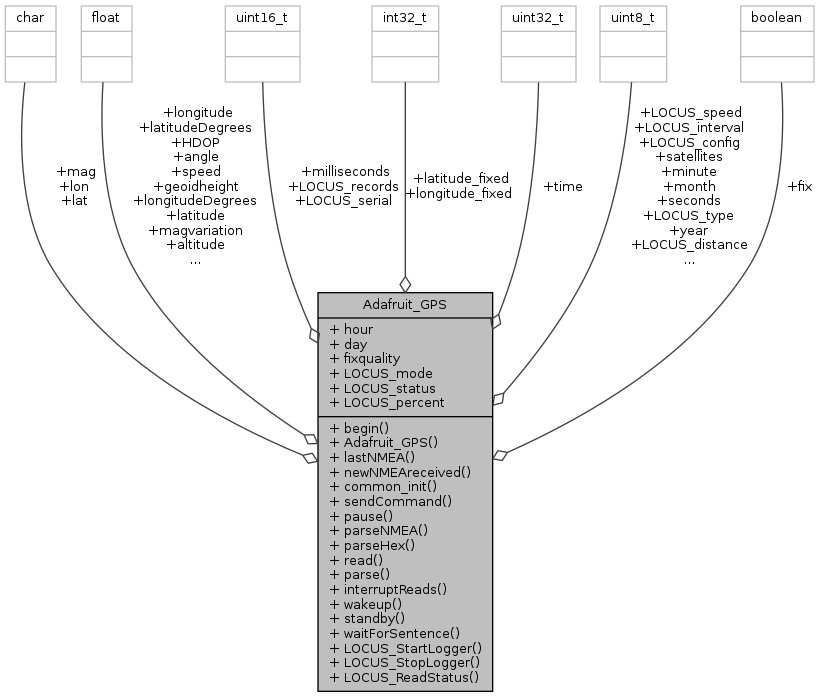 char
float
uint16_t
int32_t
uint32_t
uint8_t
boolean
+mag
+lon
+lat
+longitude
+latitudeDegrees
+HDOP
+angle
+speed
+geoidheight
+longitudeDegrees
+latitude
+magvariation
+altitude
...
+milliseconds
+LOCUS_records
+LOCUS_serial
+latitude_fixed
+longitude_fixed
+time
+LOCUS_speed
+LOCUS_interval
+LOCUS_config
+satellites
+minute
+month
+seconds
+LOCUS_type
+year
+LOCUS_distance
...
+fix
Adafruit_GPS
+ hour
+ day
+ fixquality
+ LOCUS_mode
+ LOCUS_status
+ LOCUS_percent
+ begin()
+ Adafruit_GPS()
+ lastNMEA()
+ newNMEAreceived()
+ common_init()
+ sendCommand()
+ pause()
+ parseNMEA()
+ parseHex()
+ read()
+ parse()
+ interruptReads()
+ wakeup()
+ standby()
+ waitForSentence()
+ LOCUS_StartLogger()
+ LOCUS_StopLogger()
+ LOCUS_ReadStatus()